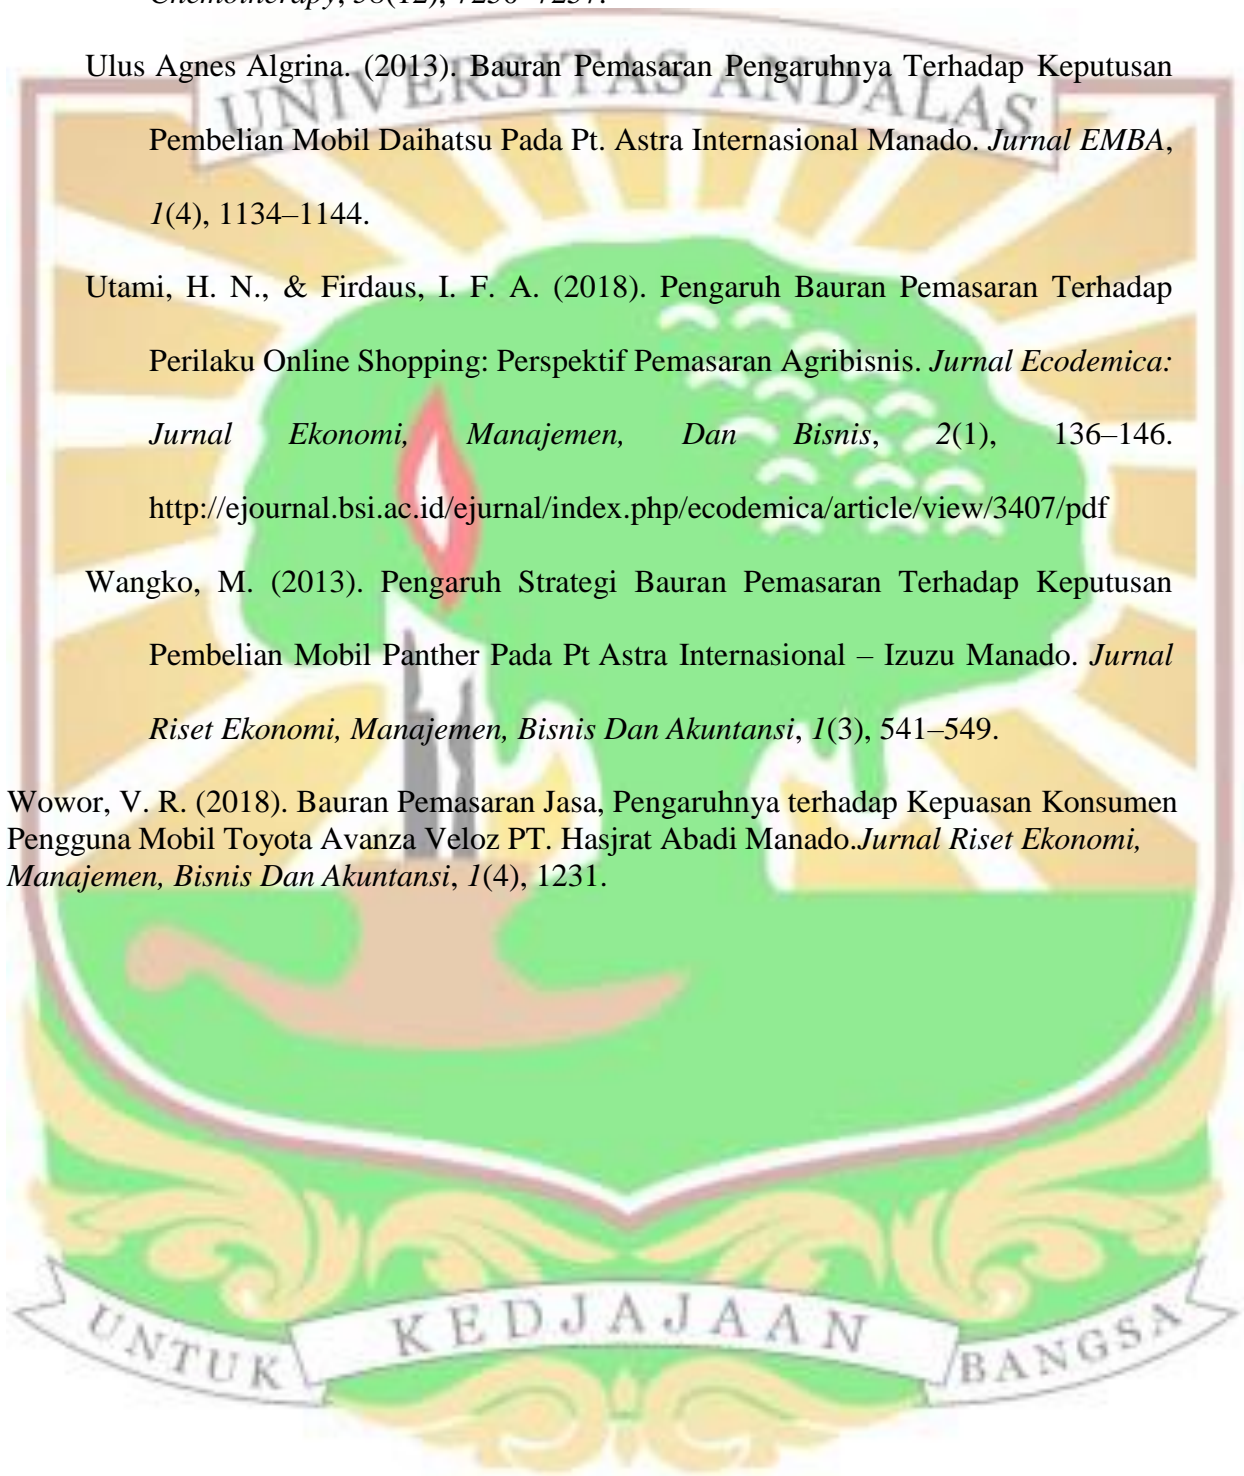 Chemotherapy, 58(12), 7250–7257.
UNIVERSITAS ANDALAS
Ulus Agnes Algrina. (2013). Bauran Pemasaran Pengaruhnya Terhadap Keputusan
Pembelian Mobil Daihatsu Pada Pt. Astra Internasional Manado. Jurnal EMBA,
1(4), 1134–1144.
Utami, H. N., & Firdaus, I. F. A. (2018). Pengaruh Bauran Pemasaran Terhadap
Perilaku Online Shopping: Perspektif Pemasaran Agribisnis. Jurnal Ecodemica:
Jurnal Ekonomi, Manajemen, Dan Bisnis, 2(1), 136–146.
http://ejournal.bsi.ac.id/ejurnal/index.php/ecodemica/article/view/3407/pdf
Wangko, M. (2013). Pengaruh Strategi Bauran Pemasaran Terhadap Keputusan
Pembelian Mobil Panther Pada Pt Astra Internasional – Izuzu Manado. Jurnal
Riset Ekonomi, Manajemen, Bisnis Dan Akuntansi, 1(3), 541–549.
Wowor, V. R. (2018). Bauran Pemasaran Jasa, Pengaruhnya terhadap Kepuasan Konsumen
Pengguna Mobil Toyota Avanza Veloz PT. Hasjrat Abadi Manado.Jurnal Riset Ekonomi,
Manajemen, Bisnis Dan Akuntansi, 1(4), 1231.
UNTUK KEDJAJAAN BANGSA